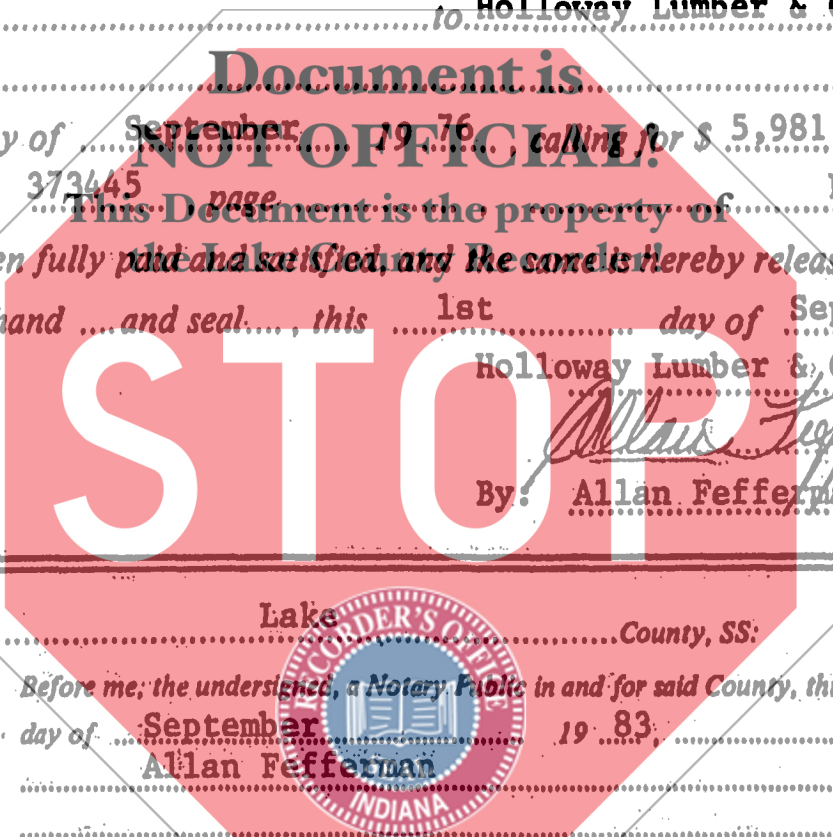 to Holloway Lumber &
Document is
y of September 19 76, calling for $ 5,981
NOT OFFICIAL!
373445 page
This Document is the property of
en fully paid and satisfied, and the same is hereby releas
the Lake County Recorder!
hand and seal , this 1st day of Sep
STOP
Holloway Lumber & C
Allan
By: Allan Fefferma
Lake County, SS:
RECORDER'S OFFICE
Before me, the undersigned, a Notary Public in and for said County, thi
day of September 19 83,
Allan Fefferman
INDIANA